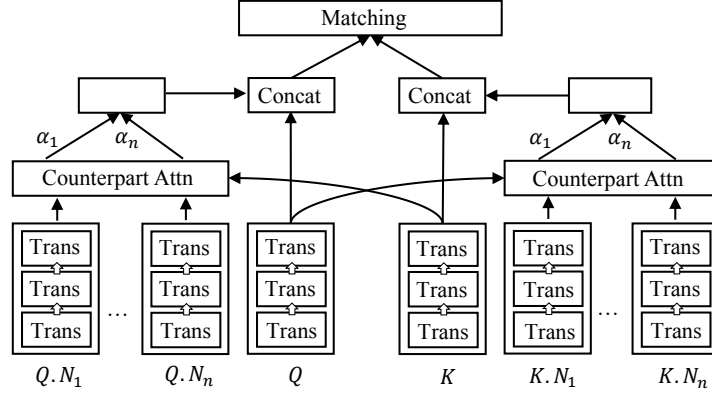 Matching
Concat Concat
α₁ αₙ α₁ αₙ
Counterpart Attn Counterpart Attn
Trans Trans Trans Trans Trans Trans
Trans Trans Trans Trans Trans Trans
... ...
Trans Trans Trans Trans Trans Trans
Q.N₁ Q.Nₙ Q K K.N₁ K.Nₙ